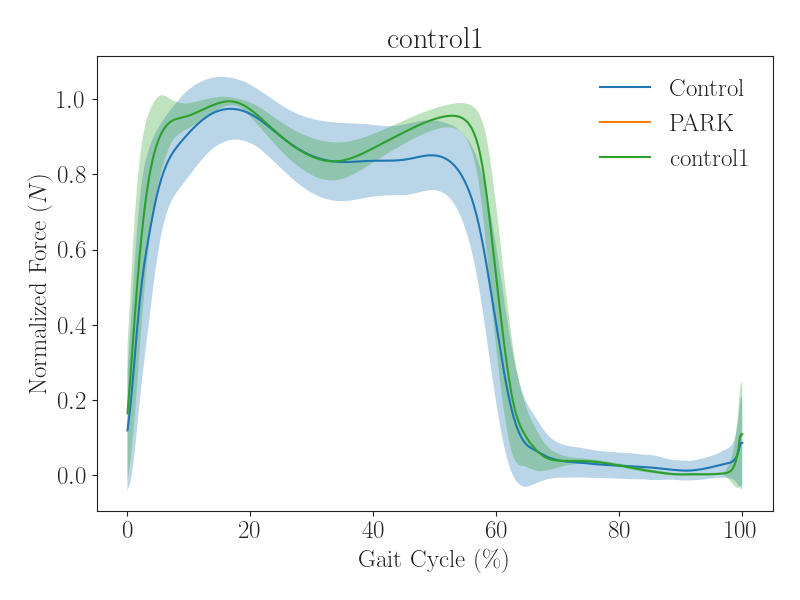 control1
Normalized Force (N)
1.0
0.8
0.6
0.4
0.2
0.0
Control
PARK
control1
0 20 40 60 80 100
Gait Cycle (%)